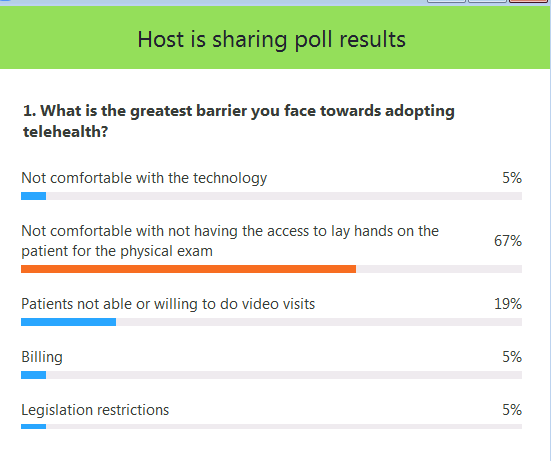 Host is sharing poll results
1. What is the greatest barrier you face towards adopting
telehealth?
Not comfortable with the technology
5%
Not comfortable with not having the access to lay hands on the
patient for the physical exam
67%
Patients not able or willing to do video visits
19%
Billing
5%
Legislation restrictions
5%